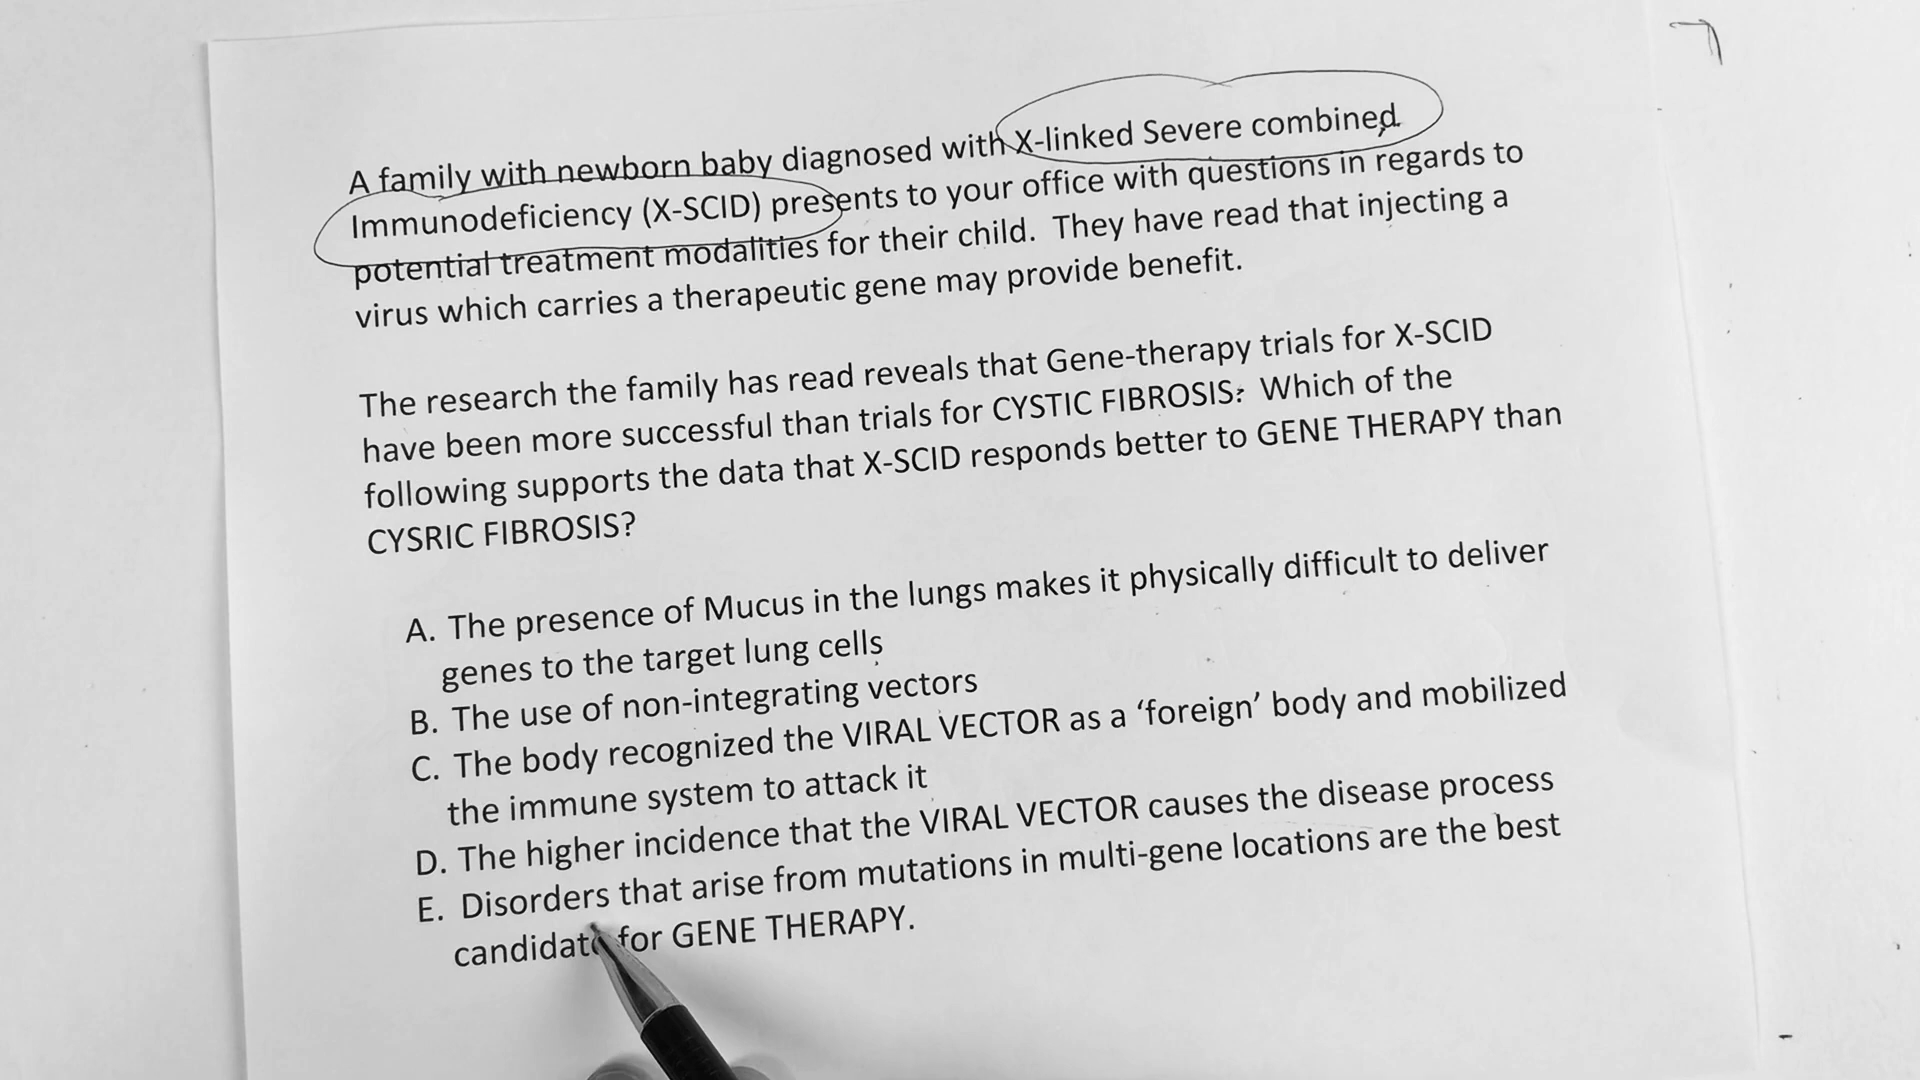 A family with newborn baby diagnosed with X-linked Severe combined
Immunodeficiency (X-SCID) presents to your office with questions in regards to
potential treatment modalities for their child. They have read that injecting a
virus which carries a therapeutic gene may provide benefit.
The research the family has read reveals that Gene-therapy trials for X-SCID
have been more successful than trials for CYSTIC FIBROSIS: Which of the
following supports the data that X-SCID responds better to GENE THERAPY than
CYSRIC FIBROSIS?
A. The presence of Mucus in the lungs makes it physically difficult to deliver
genes to the target lung cells
B. The use of non-integrating vectors
C. The body recognized the VIRAL VECTOR as a ‘foreign’ body and mobilized
the immune system to attack it
D. The higher incidence that the VIRAL VECTOR causes the disease process
E. Disorders that arise from mutations in multi-gene locations are the best
candidate for GENE THERAPY.